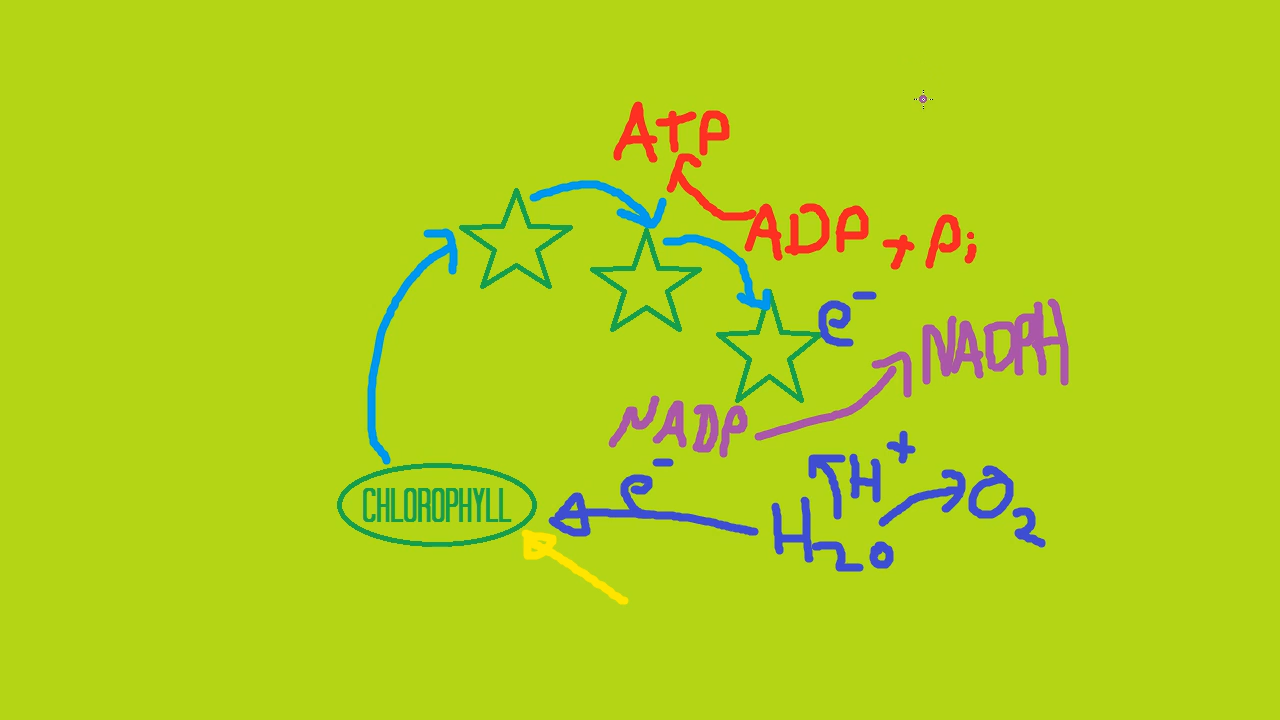 ATP
ADP + Pi
e⁻
NADPH
NADP
e⁻
H⁺
CHLOROPHYLL
H₂O
O₂